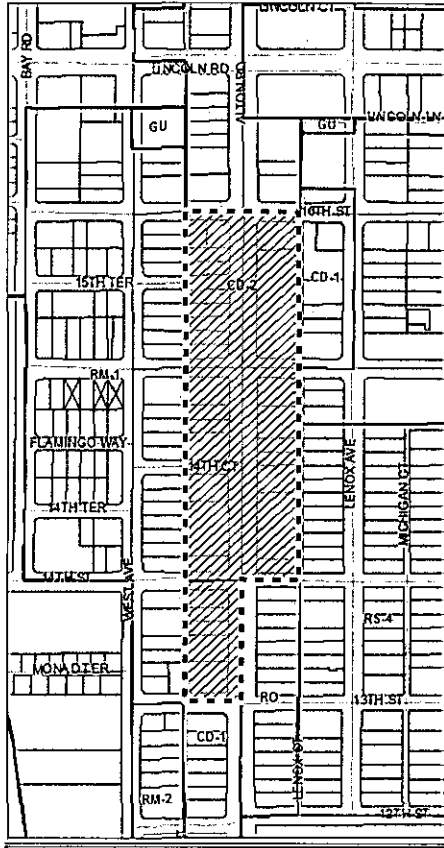 LINCOLN CT
BAY RD
LINCOLN RD
ALTON RD
LINCOLN LN
GU
GU
16TH ST
15TH TER
CD-2
CD-1
RM-1
FLAMINGO WAY
14TH CT
LENOX AVE
MICHIGAN CT
14TH TER
14TH ST
WEST AVE
RS-4
MONAD TER
RO
13TH ST
CD-1
LENOX CT
RM-2
12TH ST